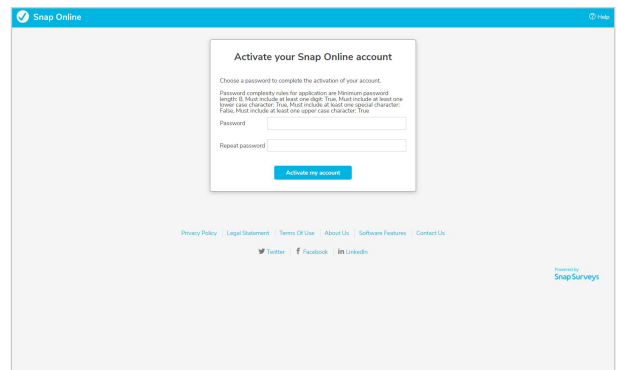 Snap Online
Help
Activate your Snap Online account
Choose a password to complete the activation of your account.
Password complexity rules for application are Minimum password
length: 8, Must include at least one digit: True, Must include at least one
lower case character: True, Must include at least one special character:
False, Must include at least one upper case character: True
Password
Repeat password
Activate my account
Privacy Policy | Legal Statement | Terms Of Use | About Us | Software Features | Contact Us
Twitter | Facebook | LinkedIn
Powered by
Snap Surveys